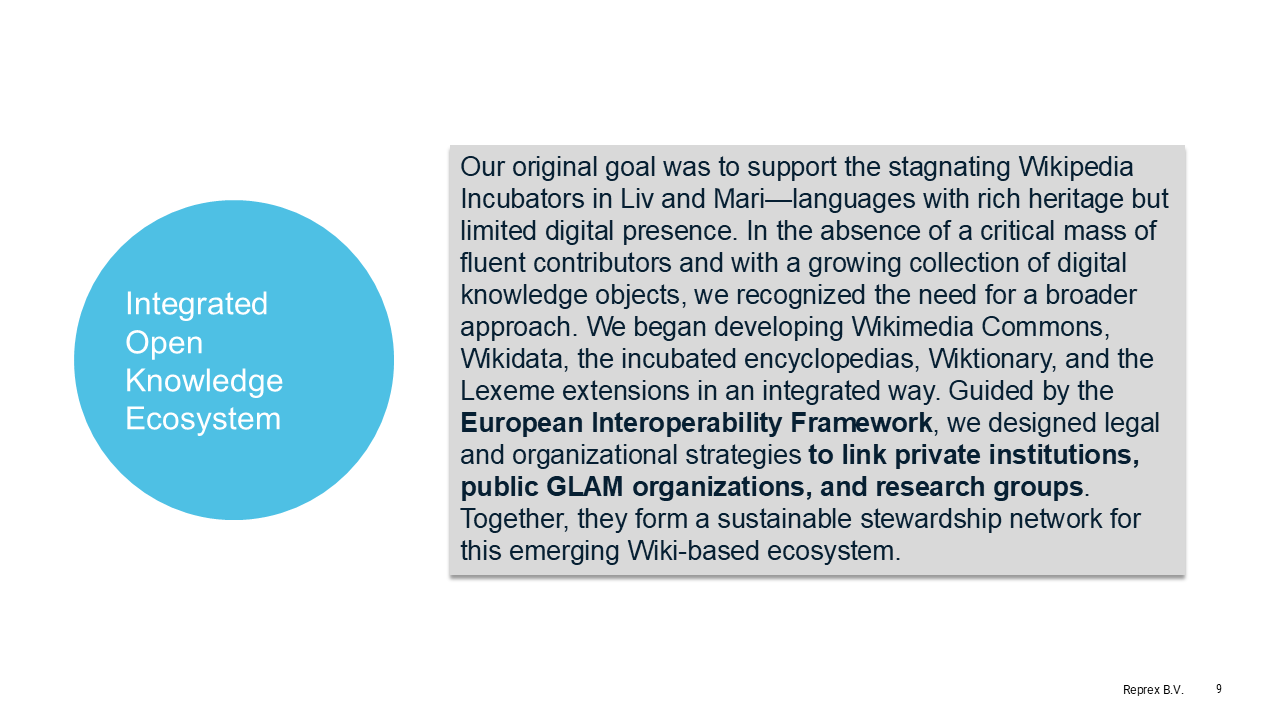 Integrated
Open
Knowledge
Ecosystem
Our original goal was to support the stagnating Wikipedia
Incubators in Liv and Mari—languages with rich heritage but
limited digital presence. In the absence of a critical mass of
fluent contributors and with a growing collection of digital
knowledge objects, we recognized the need for a broader
approach. We began developing Wikimedia Commons,
Wikidata, the incubated encyclopedias, Wiktionary, and the
Lexeme extensions in an integrated way. Guided by the
European Interoperability Framework, we designed legal
and organizational strategies to link private institutions,
public GLAM organizations, and research groups.
Together, they form a sustainable stewardship network for
this emerging Wiki-based ecosystem.
Reprex B.V. 9